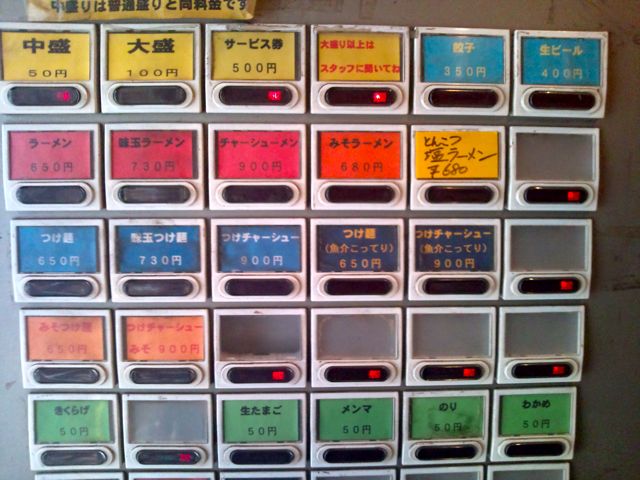 中盛りは普通盛りと同料金です
中盛
50円
大盛
100円
サービス券
500円
大盛り以上は
スタッフに聞いてね
餃子
350円
生ビール
400円
ラーメン
650円
味玉ラーメン
730円
チャーシューメン
900円
みそラーメン
680円
とんこつ
塩ラーメン
¥680
つけ麺
650円
味玉つけ麺
730円
つけチャーシュー
900円
つけ麺
(魚介こってり)
650円
つけチャーシュー
(魚介こってり)
900円
みそつけ麺
650円
つけチャーシュー
みそ 900円
きくらげ
50円
生たまご
50円
メンマ
50円
のり
50円
わかめ
50円